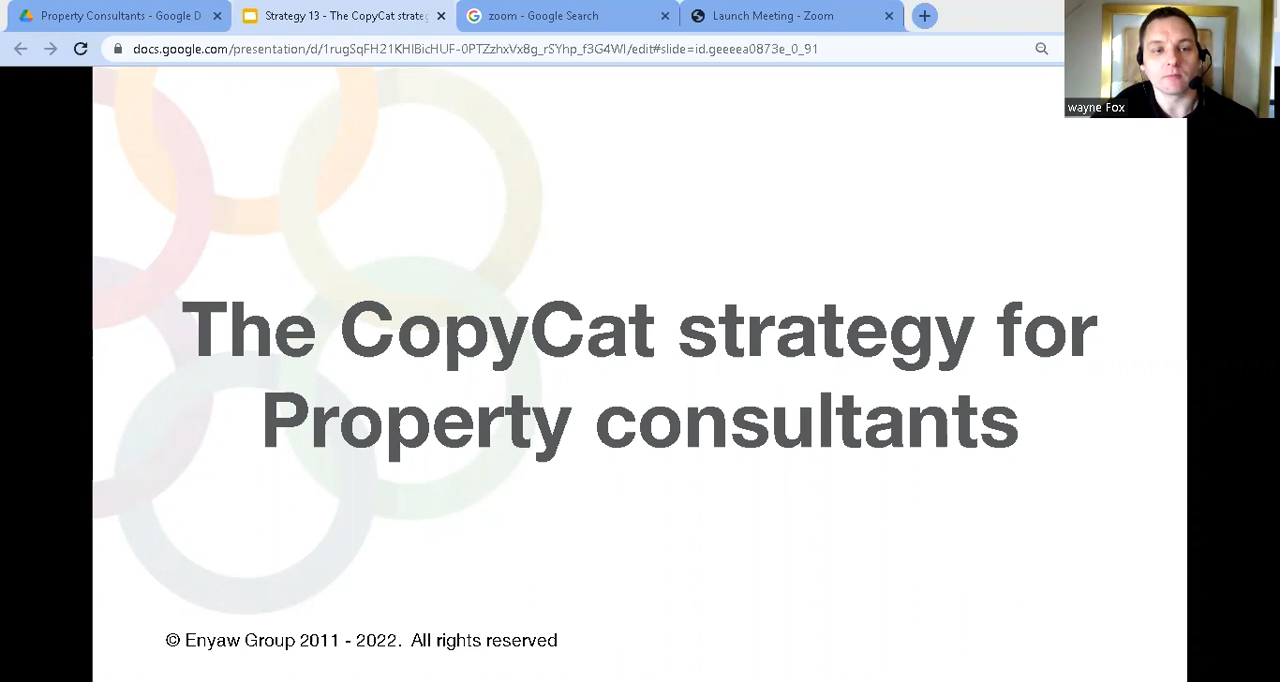 Property Consultants - Google D
Strategy 13 - The CopyCat strate
zoom - Google Search
Launch Meeting - Zoom
docs.google.com/presentation/d/1rugSqFH21KHlBicHUF-0PTZzhxVx8g_rSYhp_f3G4WI/edit#slide=id.geeeea0873e_0_91
wayne Fox
The CopyCat strategy for
Property consultants
© Enyaw Group 2011 - 2022. All rights reserved